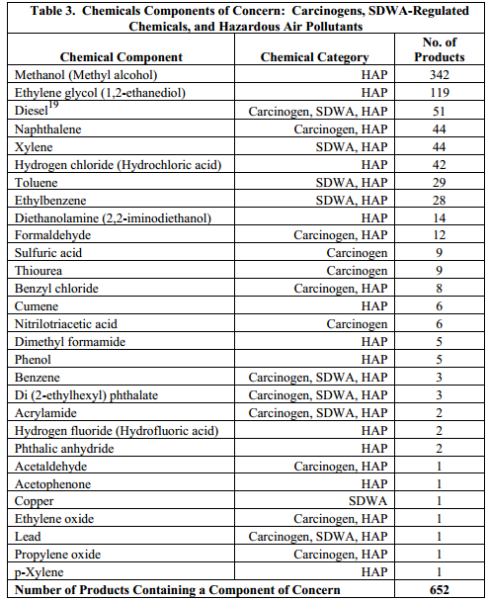 Table 3. Chemicals Components of Concern: Carcinogens, SDWA-Regulated
Chemicals, and Hazardous Air Pollutants
Chemical Component Chemical Category No. of Products
Methanol (Methyl alcohol) HAP 342
Ethylene glycol (1,2-ethanediol) HAP 119
Diesel19 Carcinogen, SDWA, HAP 51
Naphthalene Carcinogen, HAP 44
Xylene SDWA, HAP 44
Hydrogen chloride (Hydrochloric acid) HAP 42
Toluene SDWA, HAP 29
Ethylbenzene SDWA, HAP 28
Diethanolamine (2,2-iminodiethanol) HAP 14
Formaldehyde Carcinogen, HAP 12
Sulfuric acid Carcinogen 9
Thiourea Carcinogen 9
Benzyl chloride Carcinogen, HAP 8
Cumene HAP 6
Nitrilotriacetic acid Carcinogen 6
Dimethyl formamide HAP 5
Phenol HAP 5
Benzene Carcinogen, SDWA, HAP 3
Di (2-ethylhexyl) phthalate Carcinogen, SDWA, HAP 3
Acrylamide Carcinogen, SDWA, HAP 2
Hydrogen fluoride (Hydrofluoric acid) HAP 2
Phthalic anhydride HAP 2
Acetaldehyde Carcinogen, HAP 1
Acetophenone HAP 1
Copper SDWA 1
Ethylene oxide Carcinogen, HAP 1
Lead Carcinogen, SDWA, HAP 1
Propylene oxide Carcinogen, HAP 1
p-Xylene HAP 1
Number of Products Containing a Component of Concern 652